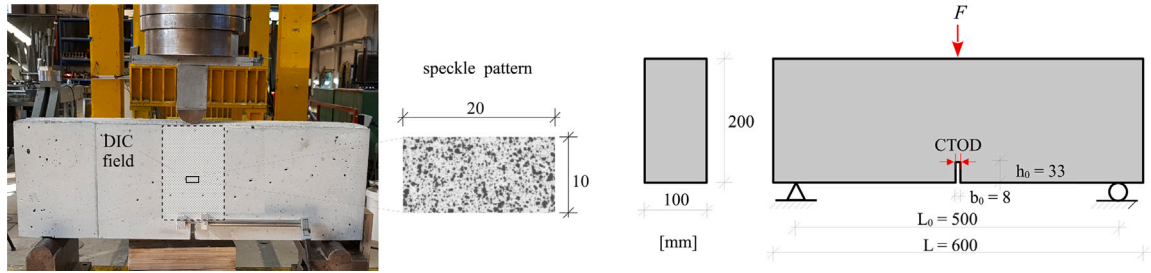 DIC
field
speckle pattern
20
10
200
100
[mm]
F
CTOD
h₀ = 33
b₀ = 8
L₀ = 500
L = 600